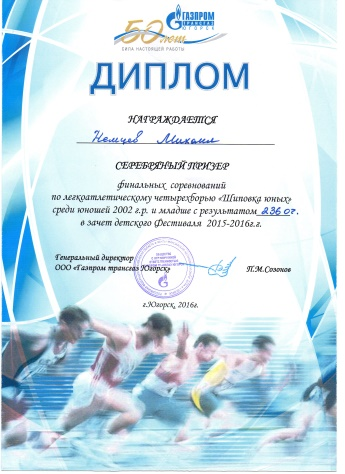 50 лет
СИЛА НАСТОЯЩЕЙ РАБОТЫ
ГАЗПРОМ
ТРАНСГАЗ
ЮГОРСК
ДИПЛОМ
НАГРАЖДАЕТСЯ
Немцев Михаил
СЕРЕБРЯНЫЙ ПРИЗЕР
финальных соревнований
по легкоатлетическому четырехборью «Шиповка юных»
среди юношей 2002 г.р. и младше с результатом 236 оч.
в зачет детского Фестиваля 2015-2016г.г.
Генеральный директор
ООО «Газпром трансгаз Югорск»
П.М.Созонов
г.Югорск, 2016г.